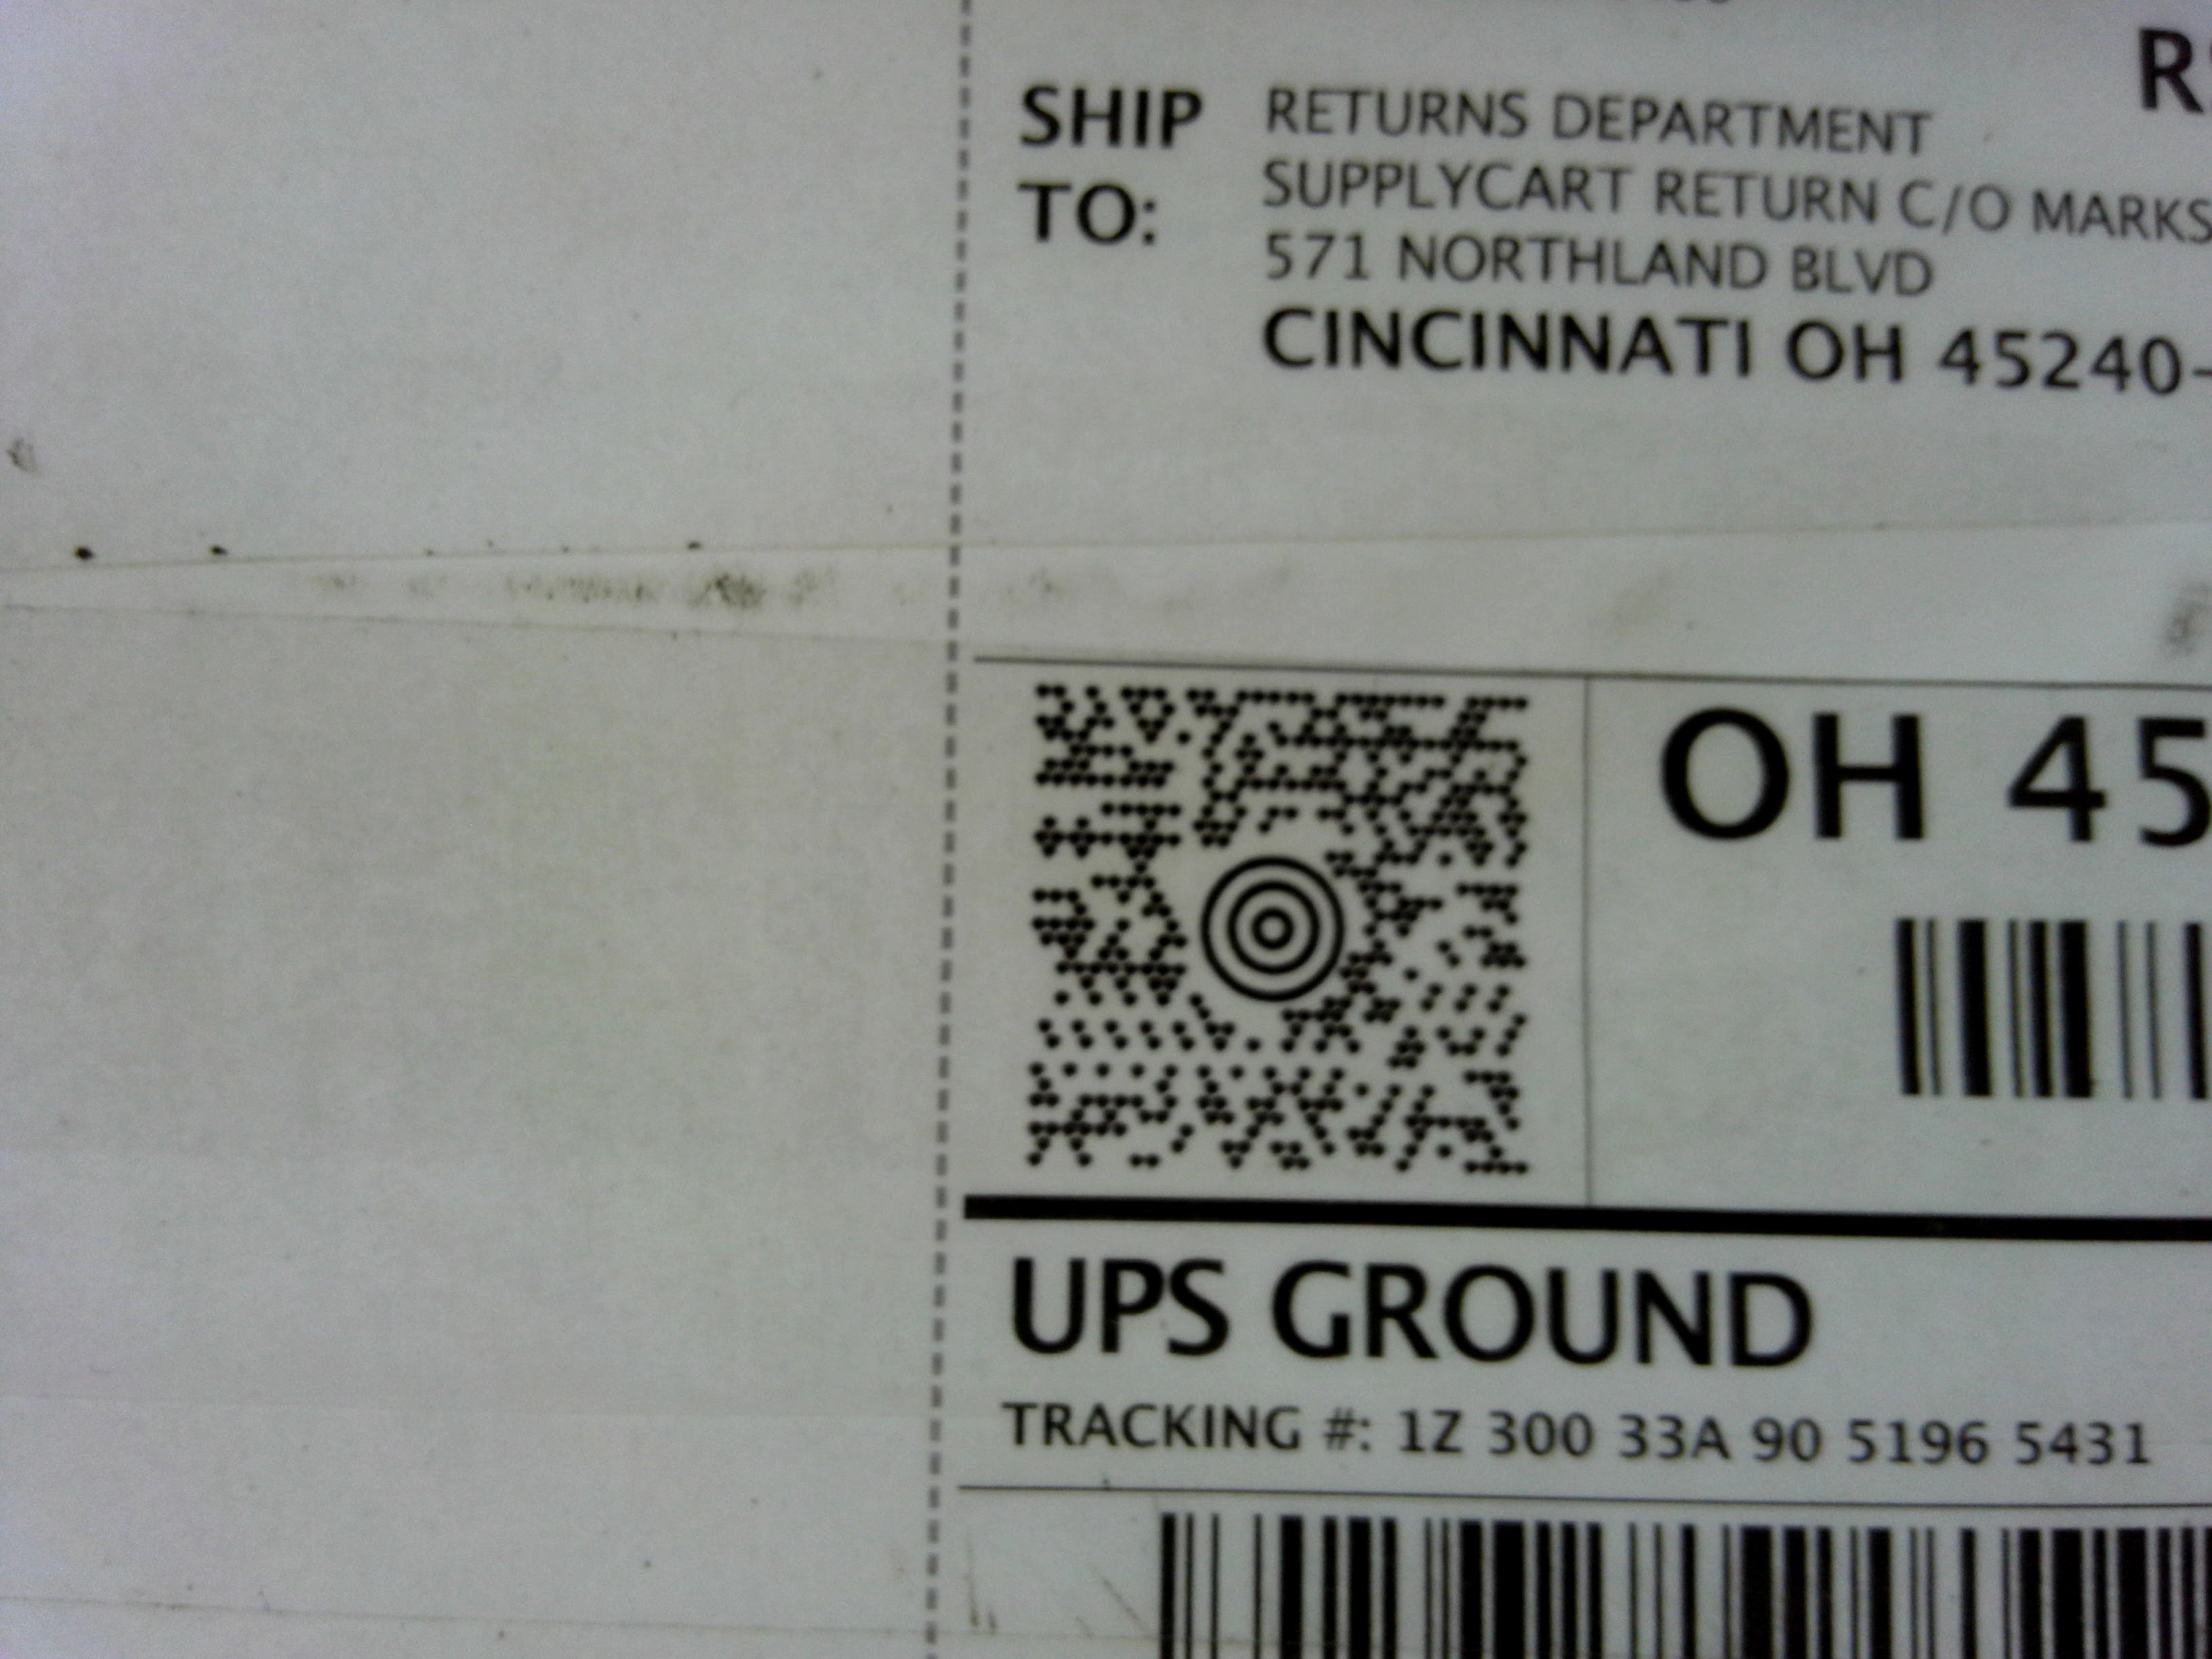 SHIP TO:
RETURNS DEPARTMENT
SUPPLYCART RETURN C/O MARKS
571 NORTHLAND BLVD
CINCINNATI OH 45240-
OH 45
UPS GROUND
TRACKING #: 1Z 300 33A 90 5196 5431